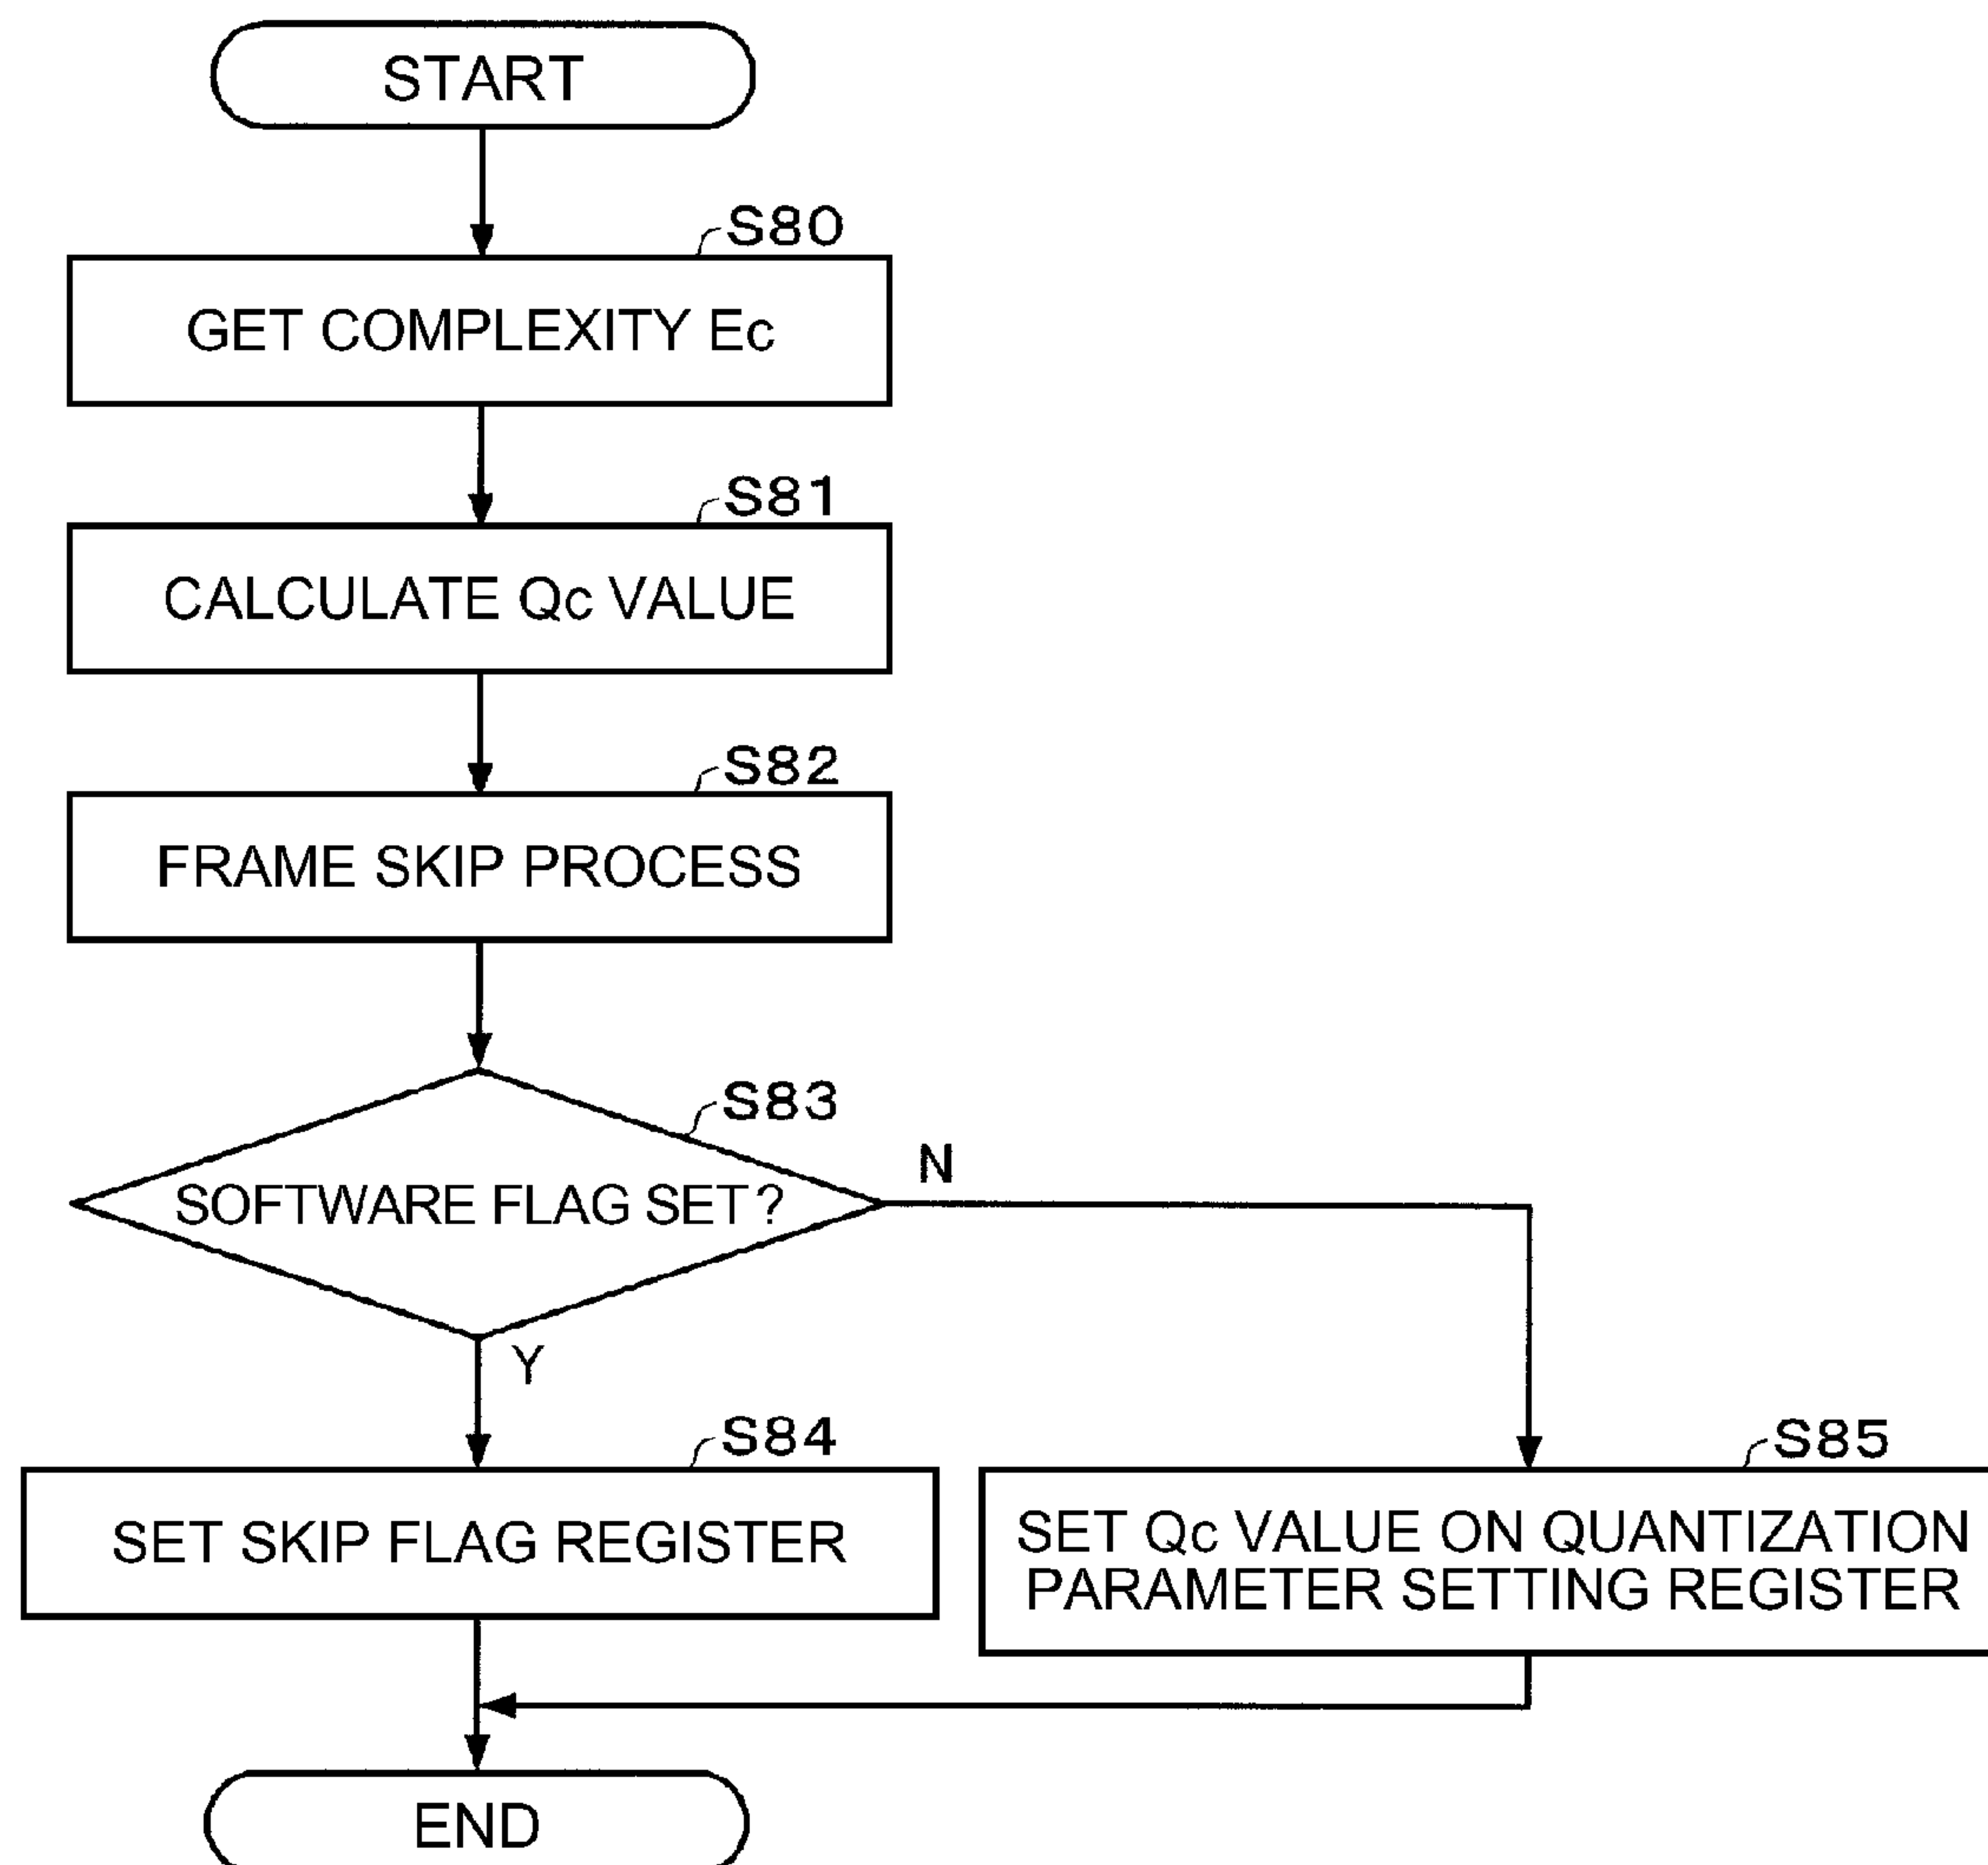 START
S80
GET COMPLEXITY Ec
S81
CALCULATE Qc VALUE
S82
FRAME SKIP PROCESS
S83
SOFTWARE FLAG SET?
N
Y
S84
SET SKIP FLAG REGISTER
S85
SET Qc VALUE ON QUANTIZATION
PARAMETER SETTING REGISTER
END